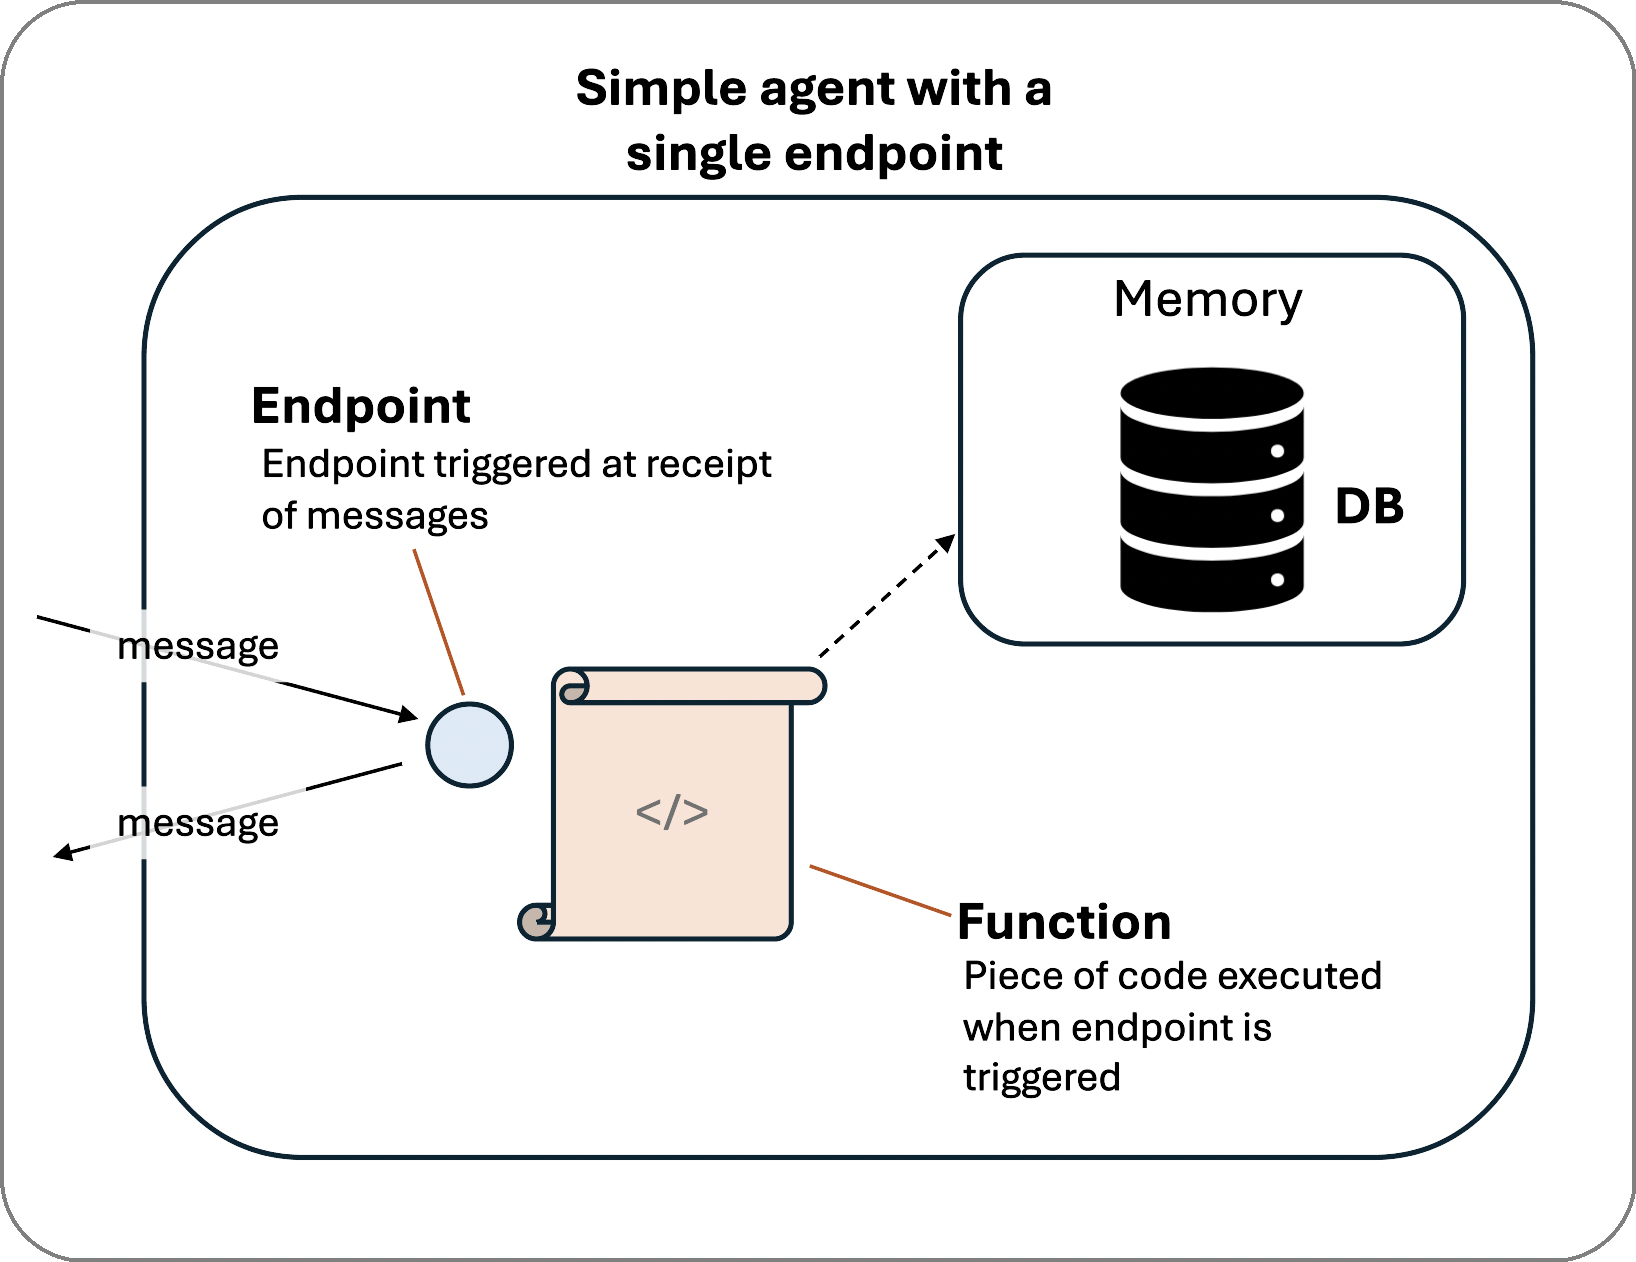 Simple agent with a
single endpoint
Memory
DB
Endpoint
Endpoint triggered at receipt
of messages
message
message
</>
Function
Piece of code executed
when endpoint is
triggered